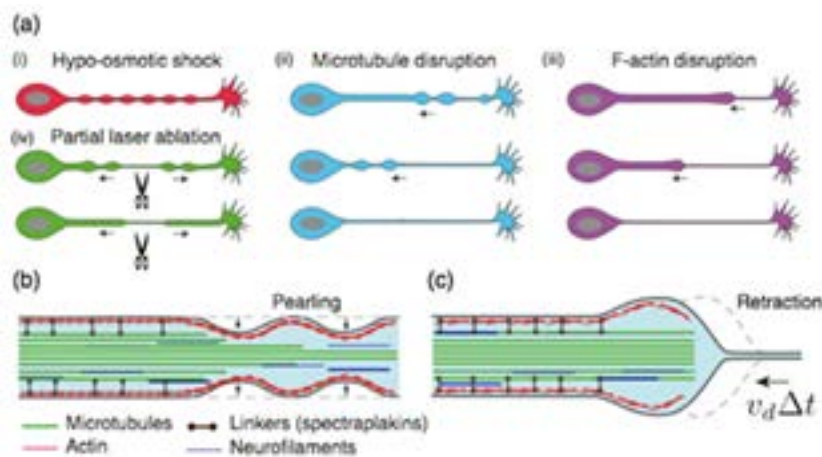 (a)
(i) Hypo-osmotic shock
(ii) Microtubule disruption
(iii) F-actin disruption
(iv) Partial laser ablation
(b) Pearling
(c) Retraction
v_d Δt
Microtubules
Linkers (spectraplakins)
Actin
Neurofilaments